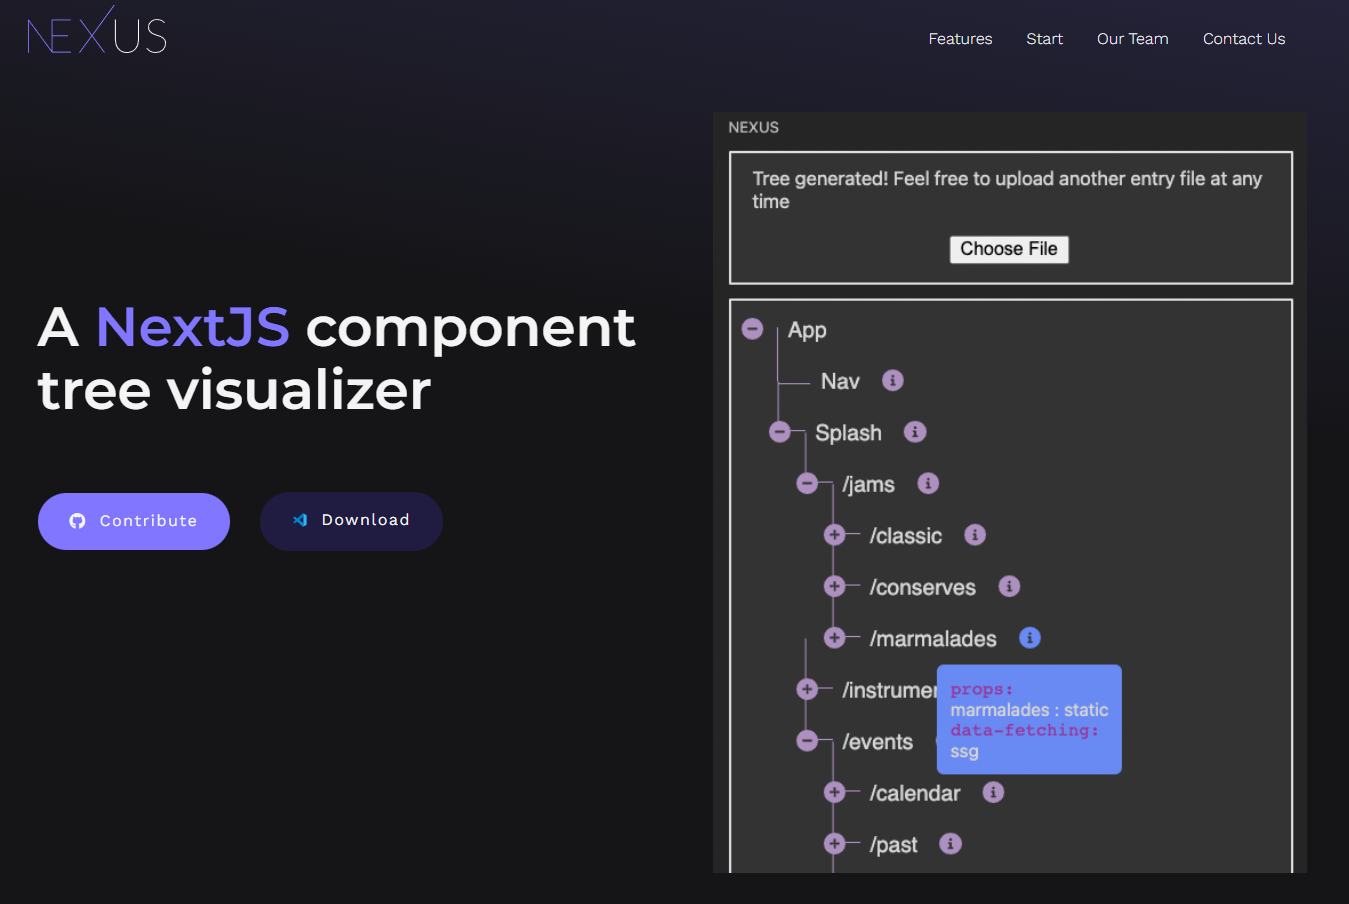 NEXUS
Features
Start
Our Team
Contact Us
A NextJS component
tree visualizer
Contribute
Download
NEXUS
Tree generated! Feel free to upload another entry file at any
time
Choose File
App
Nav
Splash
/jams
/classic
/conserves
/marmalades
props:
marmalades : static
data-fetching:
ssg
/events
/calendar
/past